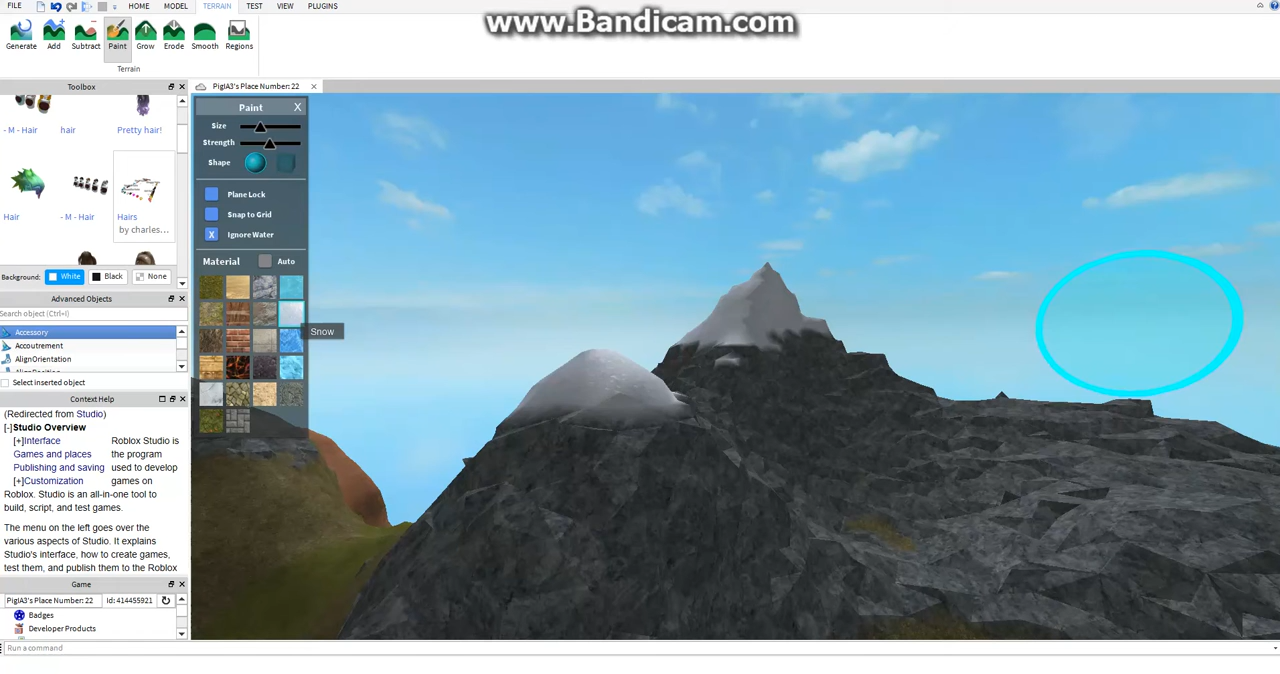 FILE HOME MODEL TERRAIN TEST VIEW PLUGINS
www.Bandicam.com
Generate Add Subtract Paint Grow Erode Smooth Regions
Terrain
Toolbox
PigIA3's Place Number: 22
- M - Hair hair Pretty hair!
Hair - M - Hair Hairs
by charles...
Background: White Black None
Advanced Objects
Search object (Ctrl+I)
Accessory
Accoutrement
AlignOrientation
Select inserted object
Context Help
(Redirected from Studio)
[-]Studio Overview
[+]Interface
Games and places
Publishing and saving
[+]Customization
Roblox Studio is
the program
used to develop
games on
Roblox. Studio is an all-in-one tool to
build, script, and test games.
The menu on the left goes over the
various aspects of Studio. It explains
Studio's interface, how to create games,
test them, and publish them to the Roblox
Game
PigIA3's Place Number: 22 Id: 414455921
Badges
Developer Products
Run a command
Paint X
Size
Strength
Shape
Plane Lock
Snap to Grid
X Ignore Water
Material Auto
Snow